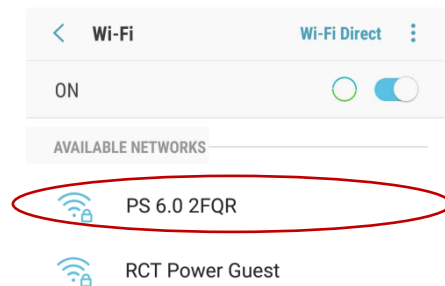 Wi-Fi Wi-Fi Direct
ON
AVAILABLE NETWORKS
PS 6.0 2FQR
RCT Power Guest